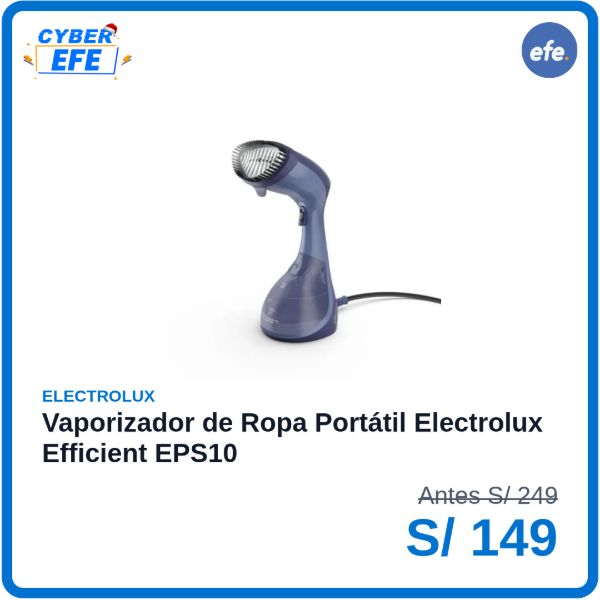 CYBER
EFE
efe.
ELECTROLUX
Vaporizador de Ropa Portátil Electrolux
Efficient EPS10
Antes S/ 249
S/ 149